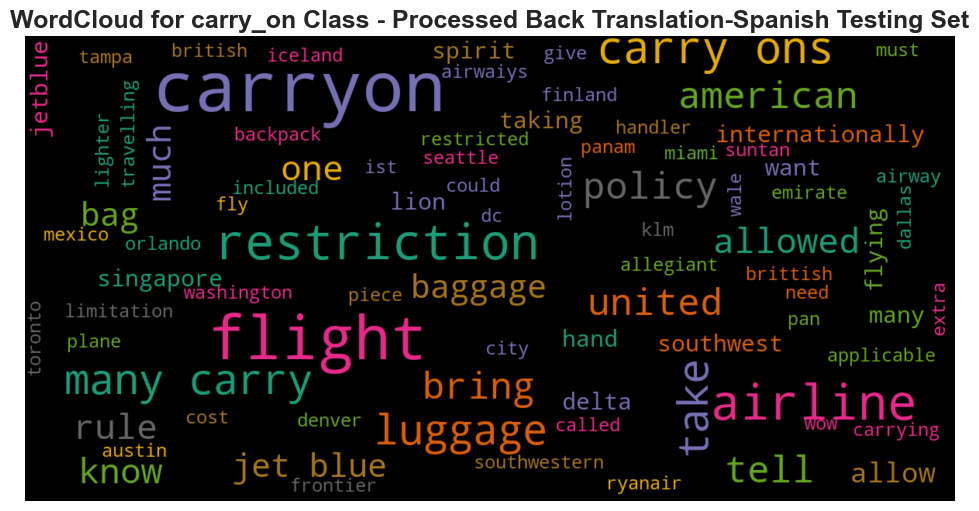 WordCloud for carry_on Class - Processed Back Translation-Spanish Testing Set
jetblue
tampa
british
iceland
spirit
give
carry ons
must
airwaiys
carryon
finland
american
lighter
travelling
much
backpack
restricted
taking
handler
internationally
panam
miami
suntan
seattle
one
ist
included
could
lotion
policy
wale
want
emirate
airway
dallas
bag
fly
lion
dc
klm
mexico
orlando
restriction
allowed
flying
allegiant
singapore
washington
piece
baggage
brittish
need
limitation
united
pan
many
extra
toronto
plane
flight
city
hand
southwest
applicable
many carry
bring
delta
take
airline
rule
cost
denver
luggage
called
wow
carrying
austin
know
jet blue
frontier
southwestern
ryanair
tell
allow